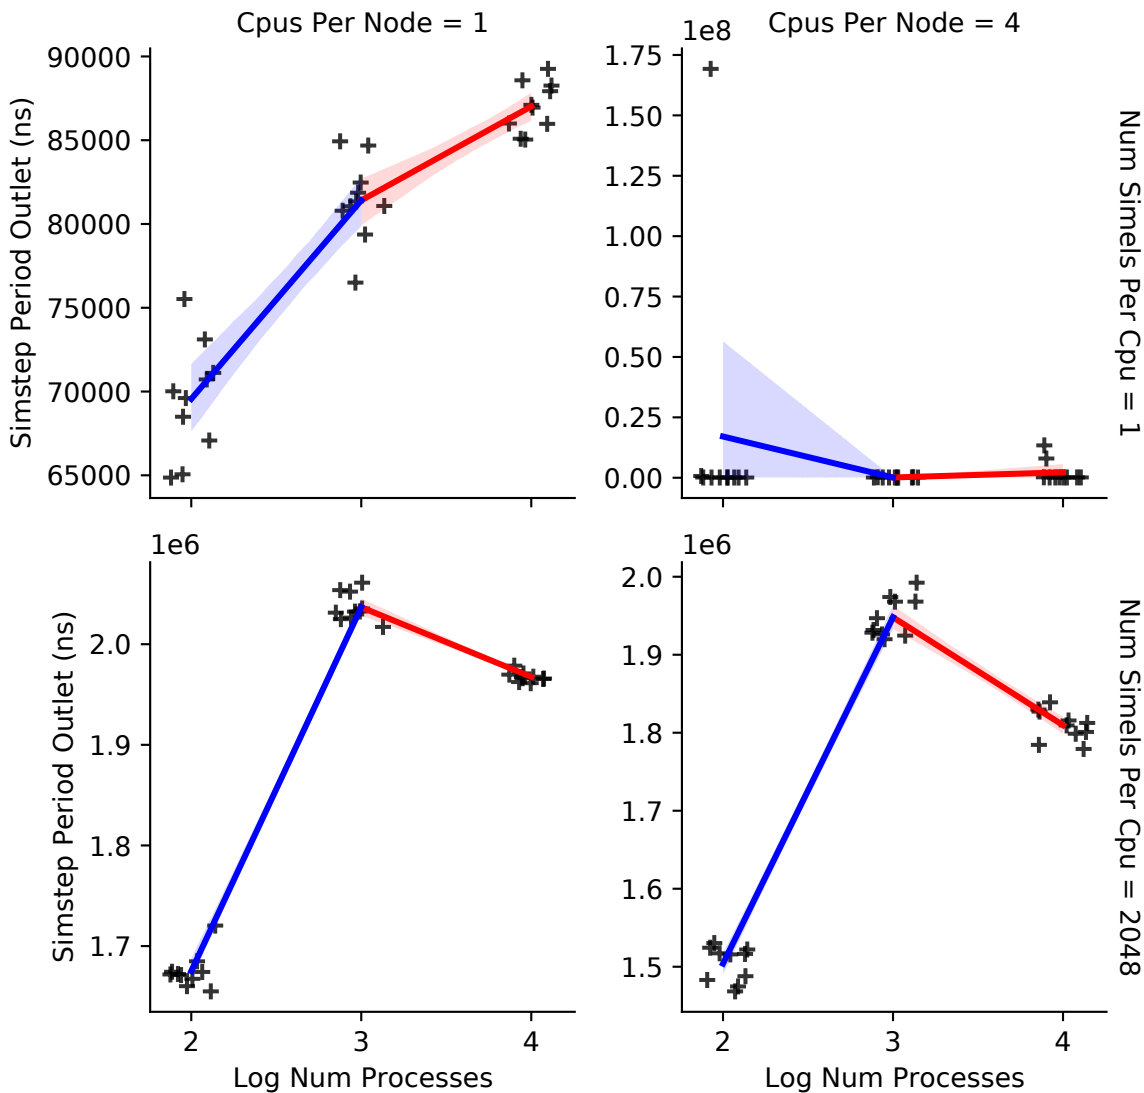 Cpus Per Node = 1
Cpus Per Node = 4
1e8
90000
85000
80000
75000
70000
65000
Simstep Period Outlet (ns)
1.75
1.50
1.25
1.00
0.75
0.50
0.25
0.00
Num Simels Per Cpu = 1
1e6
2.0
1.9
1.8
1.7
Simstep Period Outlet (ns)
2
3
4
Log Num Processes
1e6
2.0
1.9
1.8
1.7
1.6
1.5
2
3
4
Log Num Processes
Num Simels Per Cpu = 2048